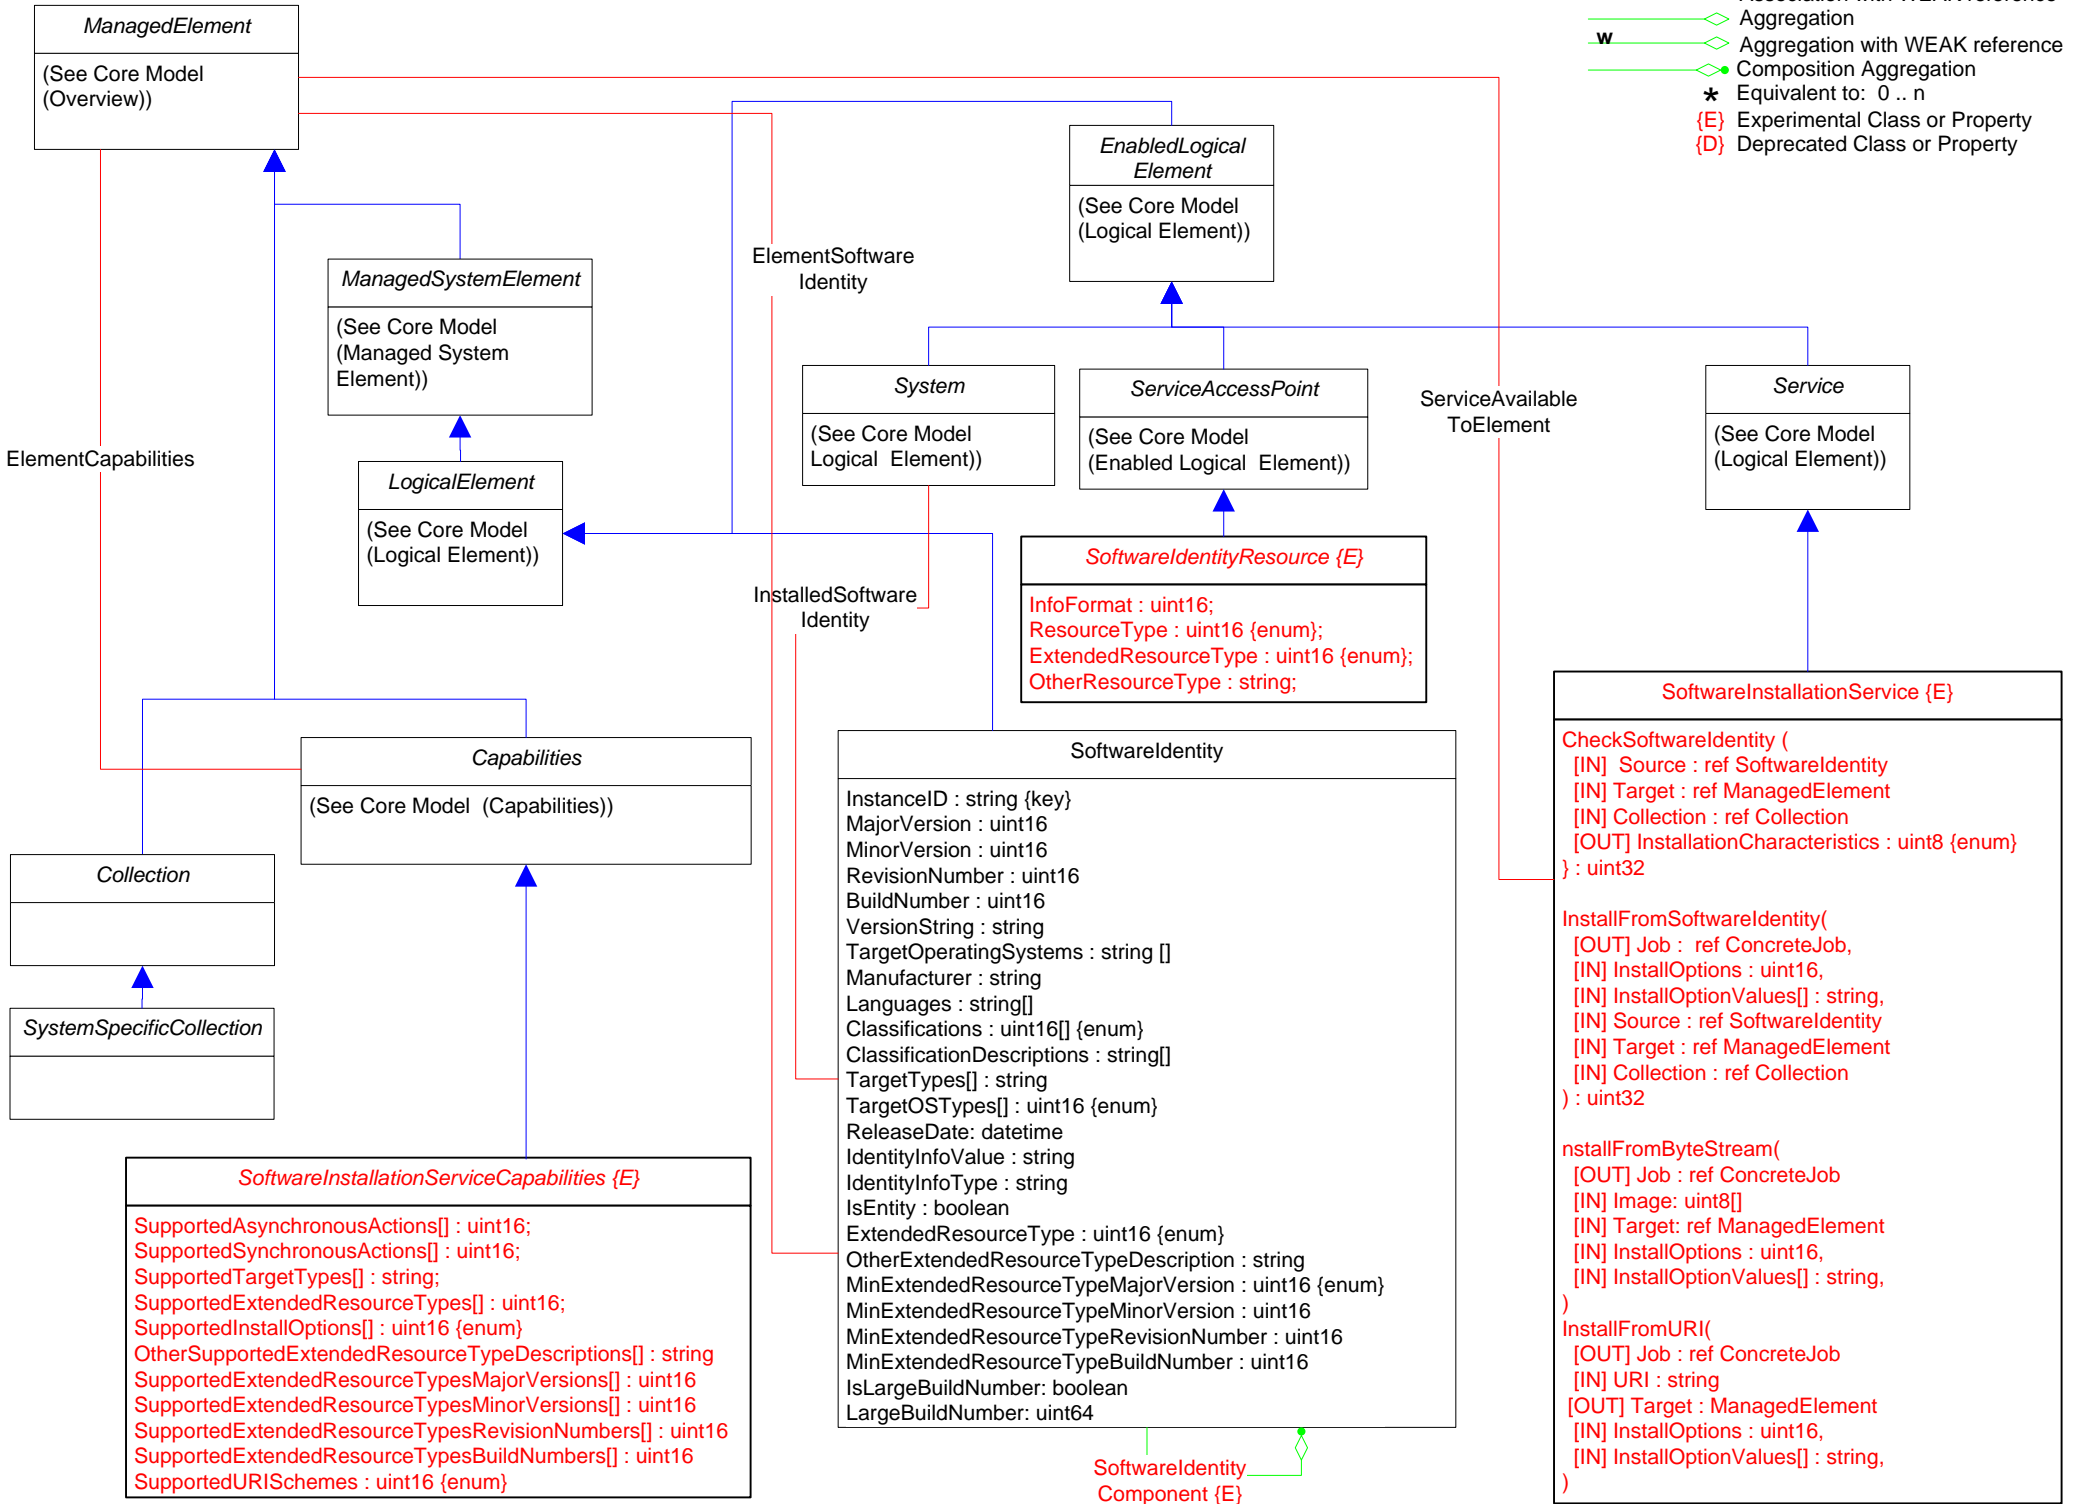 Association with WEAK reference
Aggregation
w
Aggregation with WEAK reference
Composition Aggregation
* Equivalent to: 0 .. n
{E} Experimental Class or Property
{D} Deprecated Class or Property
ManagedElement
(See Core Model
(Overview))
EnabledLogical
Element
(See Core Model
(Logical Element))
ElementSoftware
Identity
ManagedSystemElement
(See Core Model
(Managed System
Element))
System
(See Core Model
Logical Element))
ServiceAccessPoint
(See Core Model
(Enabled Logical Element))
ServiceAvailable
ToElement
Service
(See Core Model
(Logical Element))
ElementCapabilities
LogicalElement
(See Core Model
(Logical Element))
InstalledSoftware
Identity
SoftwareIdentityResource {E}
InfoFormat : uint16;
ResourceType : uint16 {enum};
ExtendedResourceType : uint16 {enum};
OtherResourceType : string;
Capabilities
(See Core Model (Capabilities))
Collection
SystemSpecificCollection
SoftwareInstallationServiceCapabilities {E}
SupportedAsynchronousActions[] : uint16;
SupportedSynchronousActions[] : uint16;
SupportedTargetTypes[] : string;
SupportedExtendedResourceTypes[] : uint16;
SupportedInstallOptions[] : uint16 {enum}
OtherSupportedExtendedResourceTypeDescriptions[] : string
SupportedExtendedResourceTypesMajorVersions[] : uint16
SupportedExtendedResourceTypesMinorVersions[] : uint16
SupportedExtendedResourceTypesRevisionNumbers[] : uint16
SupportedExtendedResourceTypesBuildNumbers[] : uint16
SupportedURISchemes : uint16 {enum}
SoftwareIdentity
InstanceID : string {key}
MajorVersion : uint16
MinorVersion : uint16
RevisionNumber : uint16
BuildNumber : uint16
VersionString : string
TargetOperatingSystems : string []
Manufacturer : string
Languages : string[]
Classifications : uint16[] {enum}
ClassificationDescriptions : string[]
TargetTypes[] : string
TargetOSTypes[] : uint16 {enum}
ReleaseDate: datetime
IdentityInfoValue : string
IdentityInfoType : string
IsEntity : boolean
ExtendedResourceType : uint16 {enum}
OtherExtendedResourceTypeDescription : string
MinExtendedResourceTypeMajorVersion : uint16 {enum}
MinExtendedResourceTypeMinorVersion : uint16
MinExtendedResourceTypeRevisionNumber : uint16
MinExtendedResourceTypeBuildNumber : uint16
IsLargeBuildNumber: boolean
LargeBuildNumber: uint64
SoftwareIdentity
Component {E}
SoftwareInstallationService {E}
CheckSoftwareIdentity (
[IN] Source : ref SoftwareIdentity
[IN] Target : ref ManagedElement
[IN] Collection : ref Collection
[OUT] InstallationCharacteristics : uint8 {enum}
} : uint32
InstallFromSoftwareIdentity(
[OUT] Job : ref ConcreteJob,
[IN] InstallOptions : uint16,
[IN] InstallOptionValues[] : string,
[IN] Source : ref SoftwareIdentity
[IN] Target : ref ManagedElement
[IN] Collection : ref Collection
) : uint32
nstallFromByteStream(
[OUT] Job : ref ConcreteJob
[IN] Image: uint8[]
[IN] Target: ref ManagedElement
[IN] InstallOptions : uint16,
[IN] InstallOptionValues[] : string,
)
InstallFromURI(
[OUT] Job : ref ConcreteJob
[IN] URI : string
[OUT] Target : ManagedElement
[IN] InstallOptions : uint16,
[IN] InstallOptionValues[] : string,
)